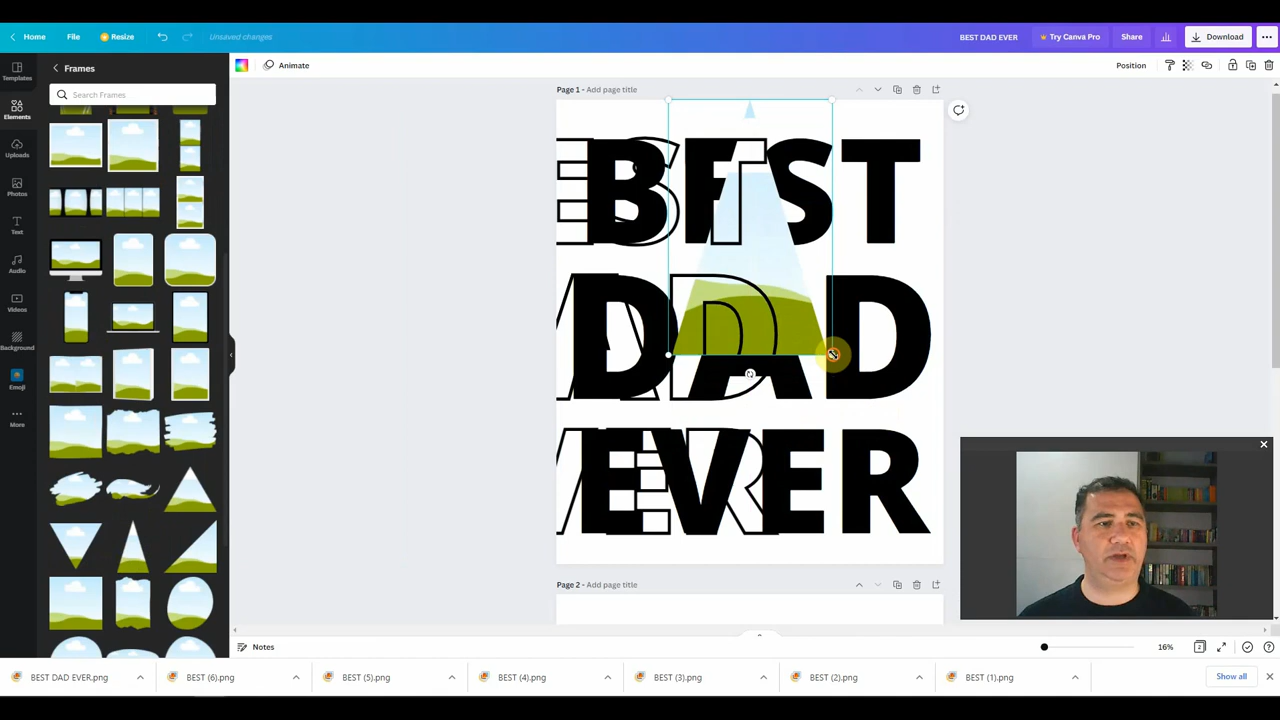 Home
File
Resize
Unsaved changes
BEST DAD EVER
Try Canva Pro
Share
Download
Templates
Elements
Uploads
Photos
Text
Audio
Videos
Background
Emoji
More
Frames
Search Frames
Animate
Position
Page 1 - Add page title
BEST
DAD
EVER
Page 2 - Add page title
Notes
16%
2
BEST DAD EVER.png
BEST (6).png
BEST (5).png
BEST (4).png
BEST (3).png
BEST (2).png
BEST (1).png
Show all